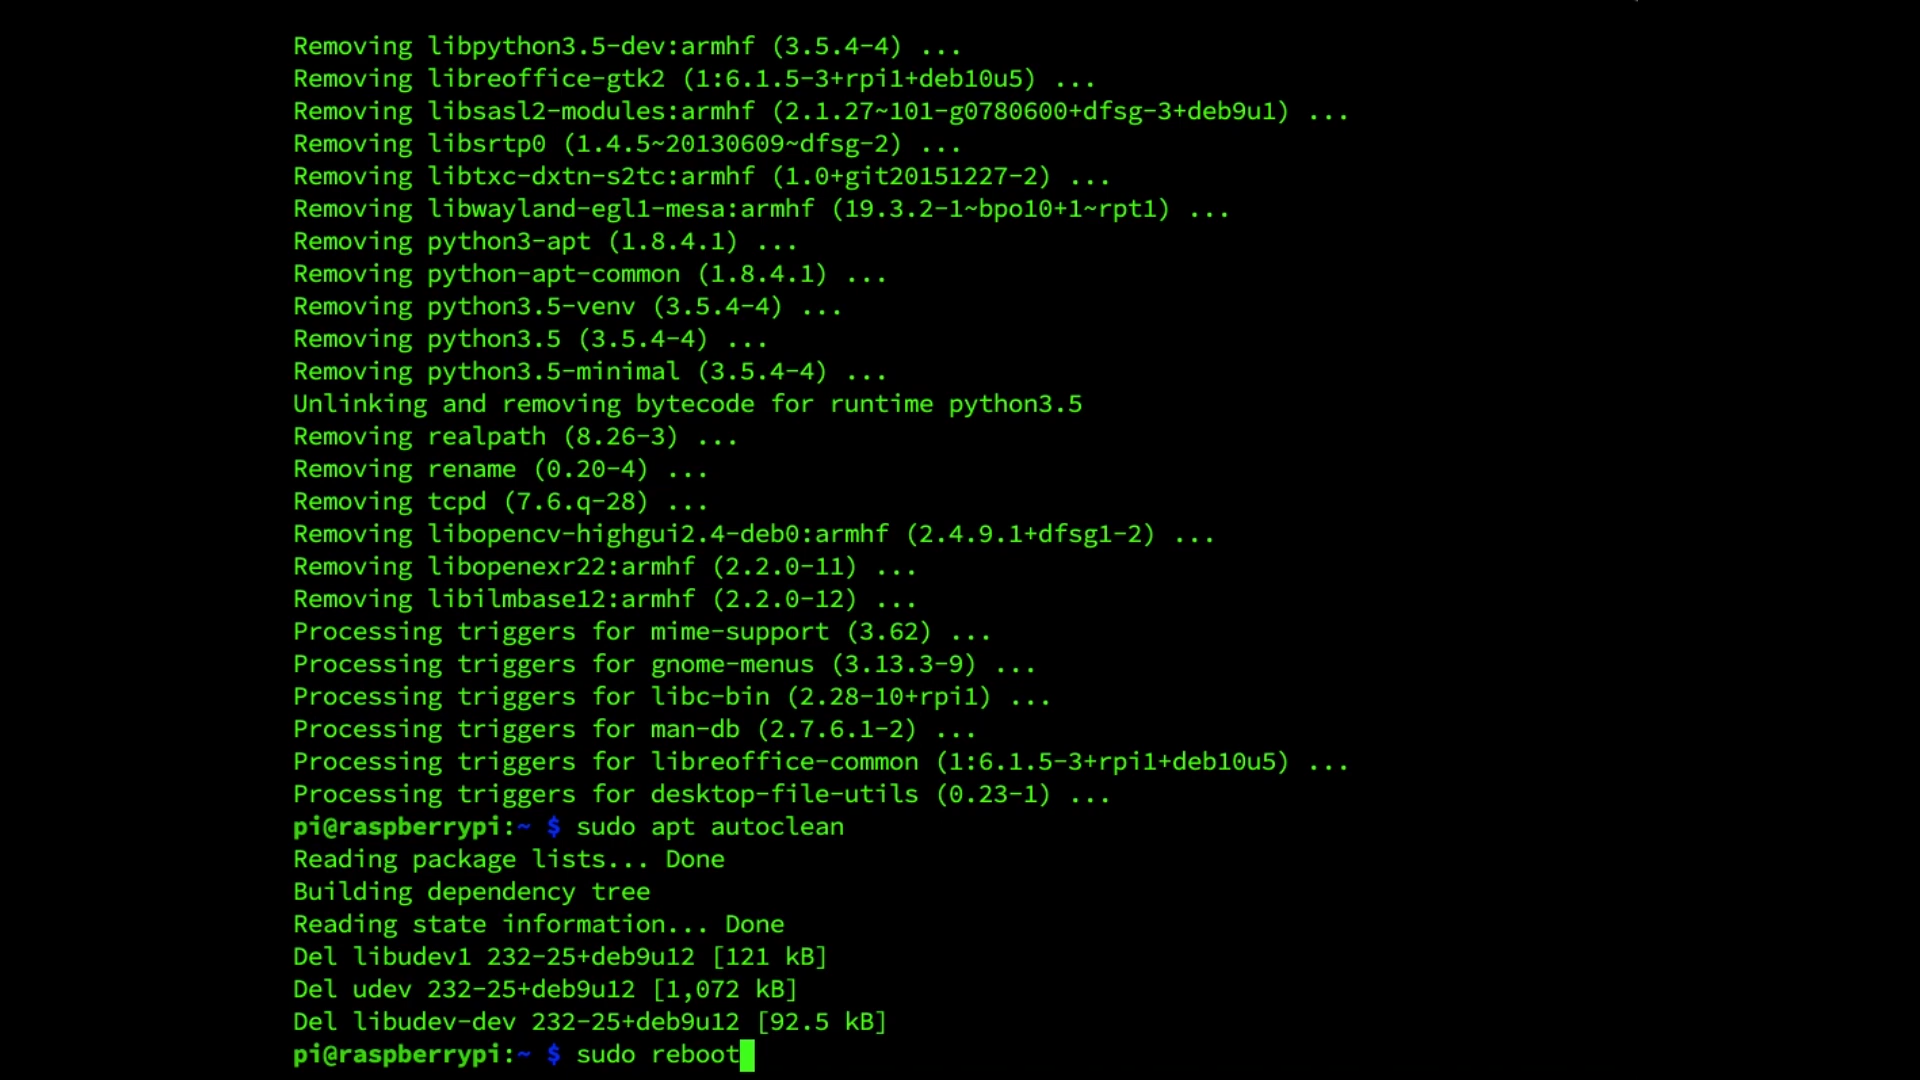 Removing libpython3.5-dev:armhf (3.5.4-4) ...
Removing libreoffice-gtk2 (1:6.1.5-3+rpi1+deb10u5) ...
Removing libsasl2-modules:armhf (2.1.27~101-g0780600+dfsg-3+deb9u1) ...
Removing libsrtp0 (1.4.5~20130609~dfsg-2) ...
Removing libtxc-dxtn-s2tc:armhf (1.0+git20151227-2) ...
Removing libwayland-egl1-mesa:armhf (19.3.2-1~bpo10+1~rpt1) ...
Removing python3-apt (1.8.4.1) ...
Removing python-apt-common (1.8.4.1) ...
Removing python3.5-venv (3.5.4-4) ...
Removing python3.5 (3.5.4-4) ...
Removing python3.5-minimal (3.5.4-4) ...
Unlinking and removing bytecode for runtime python3.5
Removing realpath (8.26-3) ...
Removing rename (0.20-4) ...
Removing tcpd (7.6.q-28) ...
Removing libopencv-highgui2.4-deb0:armhf (2.4.9.1+dfsg1-2) ...
Removing libopenexr22:armhf (2.2.0-11) ...
Removing libilmbase12:armhf (2.2.0-12) ...
Processing triggers for mime-support (3.62) ...
Processing triggers for gnome-menus (3.13.3-9) ...
Processing triggers for libc-bin (2.28-10+rpi1) ...
Processing triggers for man-db (2.7.6.1-2) ...
Processing triggers for libreoffice-common (1:6.1.5-3+rpi1+deb10u5) ...
Processing triggers for desktop-file-utils (0.23-1) ...
pi@raspberrypi:~ $ sudo apt autoclean
Reading package lists... Done
Building dependency tree
Reading state information... Done
Del libudev1 232-25+deb9u12 [121 kB]
Del udev 232-25+deb9u12 [1,072 kB]
Del libudev-dev 232-25+deb9u12 [92.5 kB]
pi@raspberrypi:~ $ sudo reboot